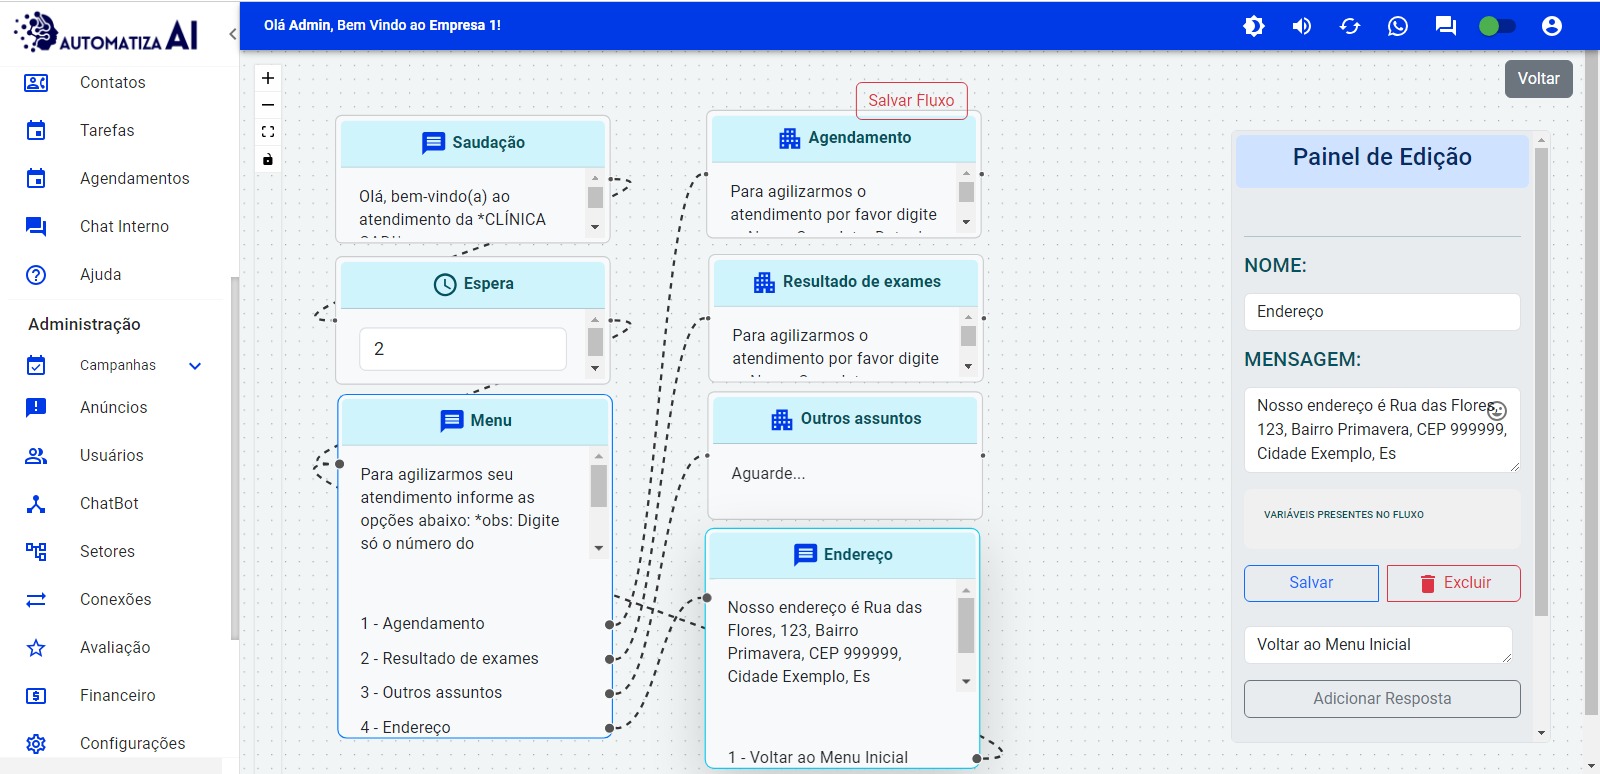 AUTOMATIZA AI
Olá Admin, Bem Vindo ao Empresa 1!
Contatos
Tarefas
Agendamentos
Chat Interno
Ajuda
Administração
Campanhas
Anúncios
Usuários
ChatBot
Setores
Conexões
Avaliação
Financeiro
Configurações
Salvar Fluxo
Voltar
Saudação
Olá, bem-vindo(a) ao
atendimento da *CLÍNICA
Espera
2
Menu
Para agilizarmos seu
atendimento informe as
opções abaixo: *obs: Digite
só o número do
1 - Agendamento
2 - Resultado de exames
3 - Outros assuntos
4 - Endereço
Agendamento
Para agilizarmos o
atendimento por favor digite
Resultado de exames
Para agilizarmos o
atendimento por favor digite
Outros assuntos
Aguarde...
Endereço
Nosso endereço é Rua das
Flores, 123, Bairro
Primavera, CEP 999999,
Cidade Exemplo, Es
1 - Voltar ao Menu Inicial
Painel de Edição
NOME:
Endereço
MENSAGEM:
Nosso endereço é Rua das Flores,
123, Bairro Primavera, CEP 999999,
Cidade Exemplo, Es
VARIÁVEIS PRESENTES NO FLUXO
Salvar
Excluir
Voltar ao Menu Inicial
Adicionar Resposta